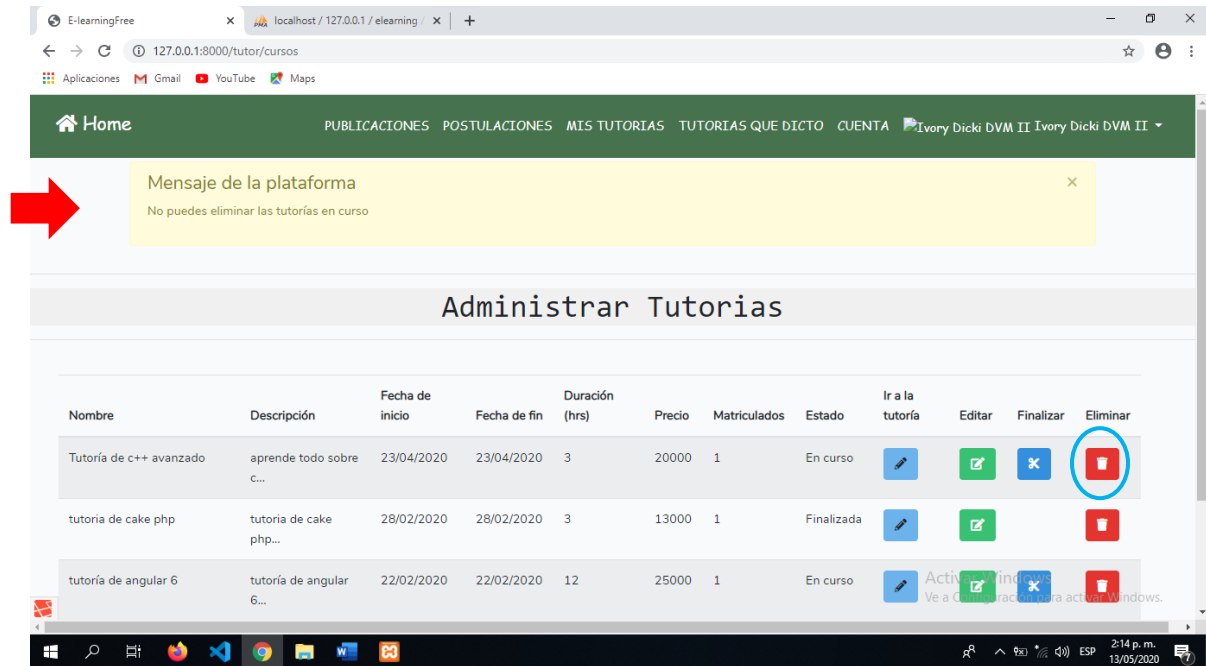 E-learningFree
localhost / 127.0.0.1 / elearning /
127.0.0.1:8000/tutor/cursos
Aplicaciones Gmail YouTube Maps
Home PUBLICACIONES POSTULACIONES MIS TUTORIAS TUTORIAS QUE DICTO CUENTA Ivory Dicki DVM II Ivory Dicki DVM II
Mensaje de la plataforma ×
No puedes eliminar las tutorías en curso
Administrar Tutorias
Nombre Descripción Fecha de inicio Fecha de fin Duración (hrs) Precio Matriculados Estado Ir a la tutoría Editar Finalizar Eliminar
Tutoría de c++ avanzado aprende todo sobre c... 23/04/2020 23/04/2020 3 20000 1 En curso
tutoria de cake php tutoria de cake php... 28/02/2020 28/02/2020 3 13000 1 Finalizada
tutoría de angular 6 tutoría de angular 6... 22/02/2020 22/02/2020 12 25000 1 En curso
Activar Windows
Ve a Configuración para activar Windows.
ESP
2:14 p. m.
13/05/2020